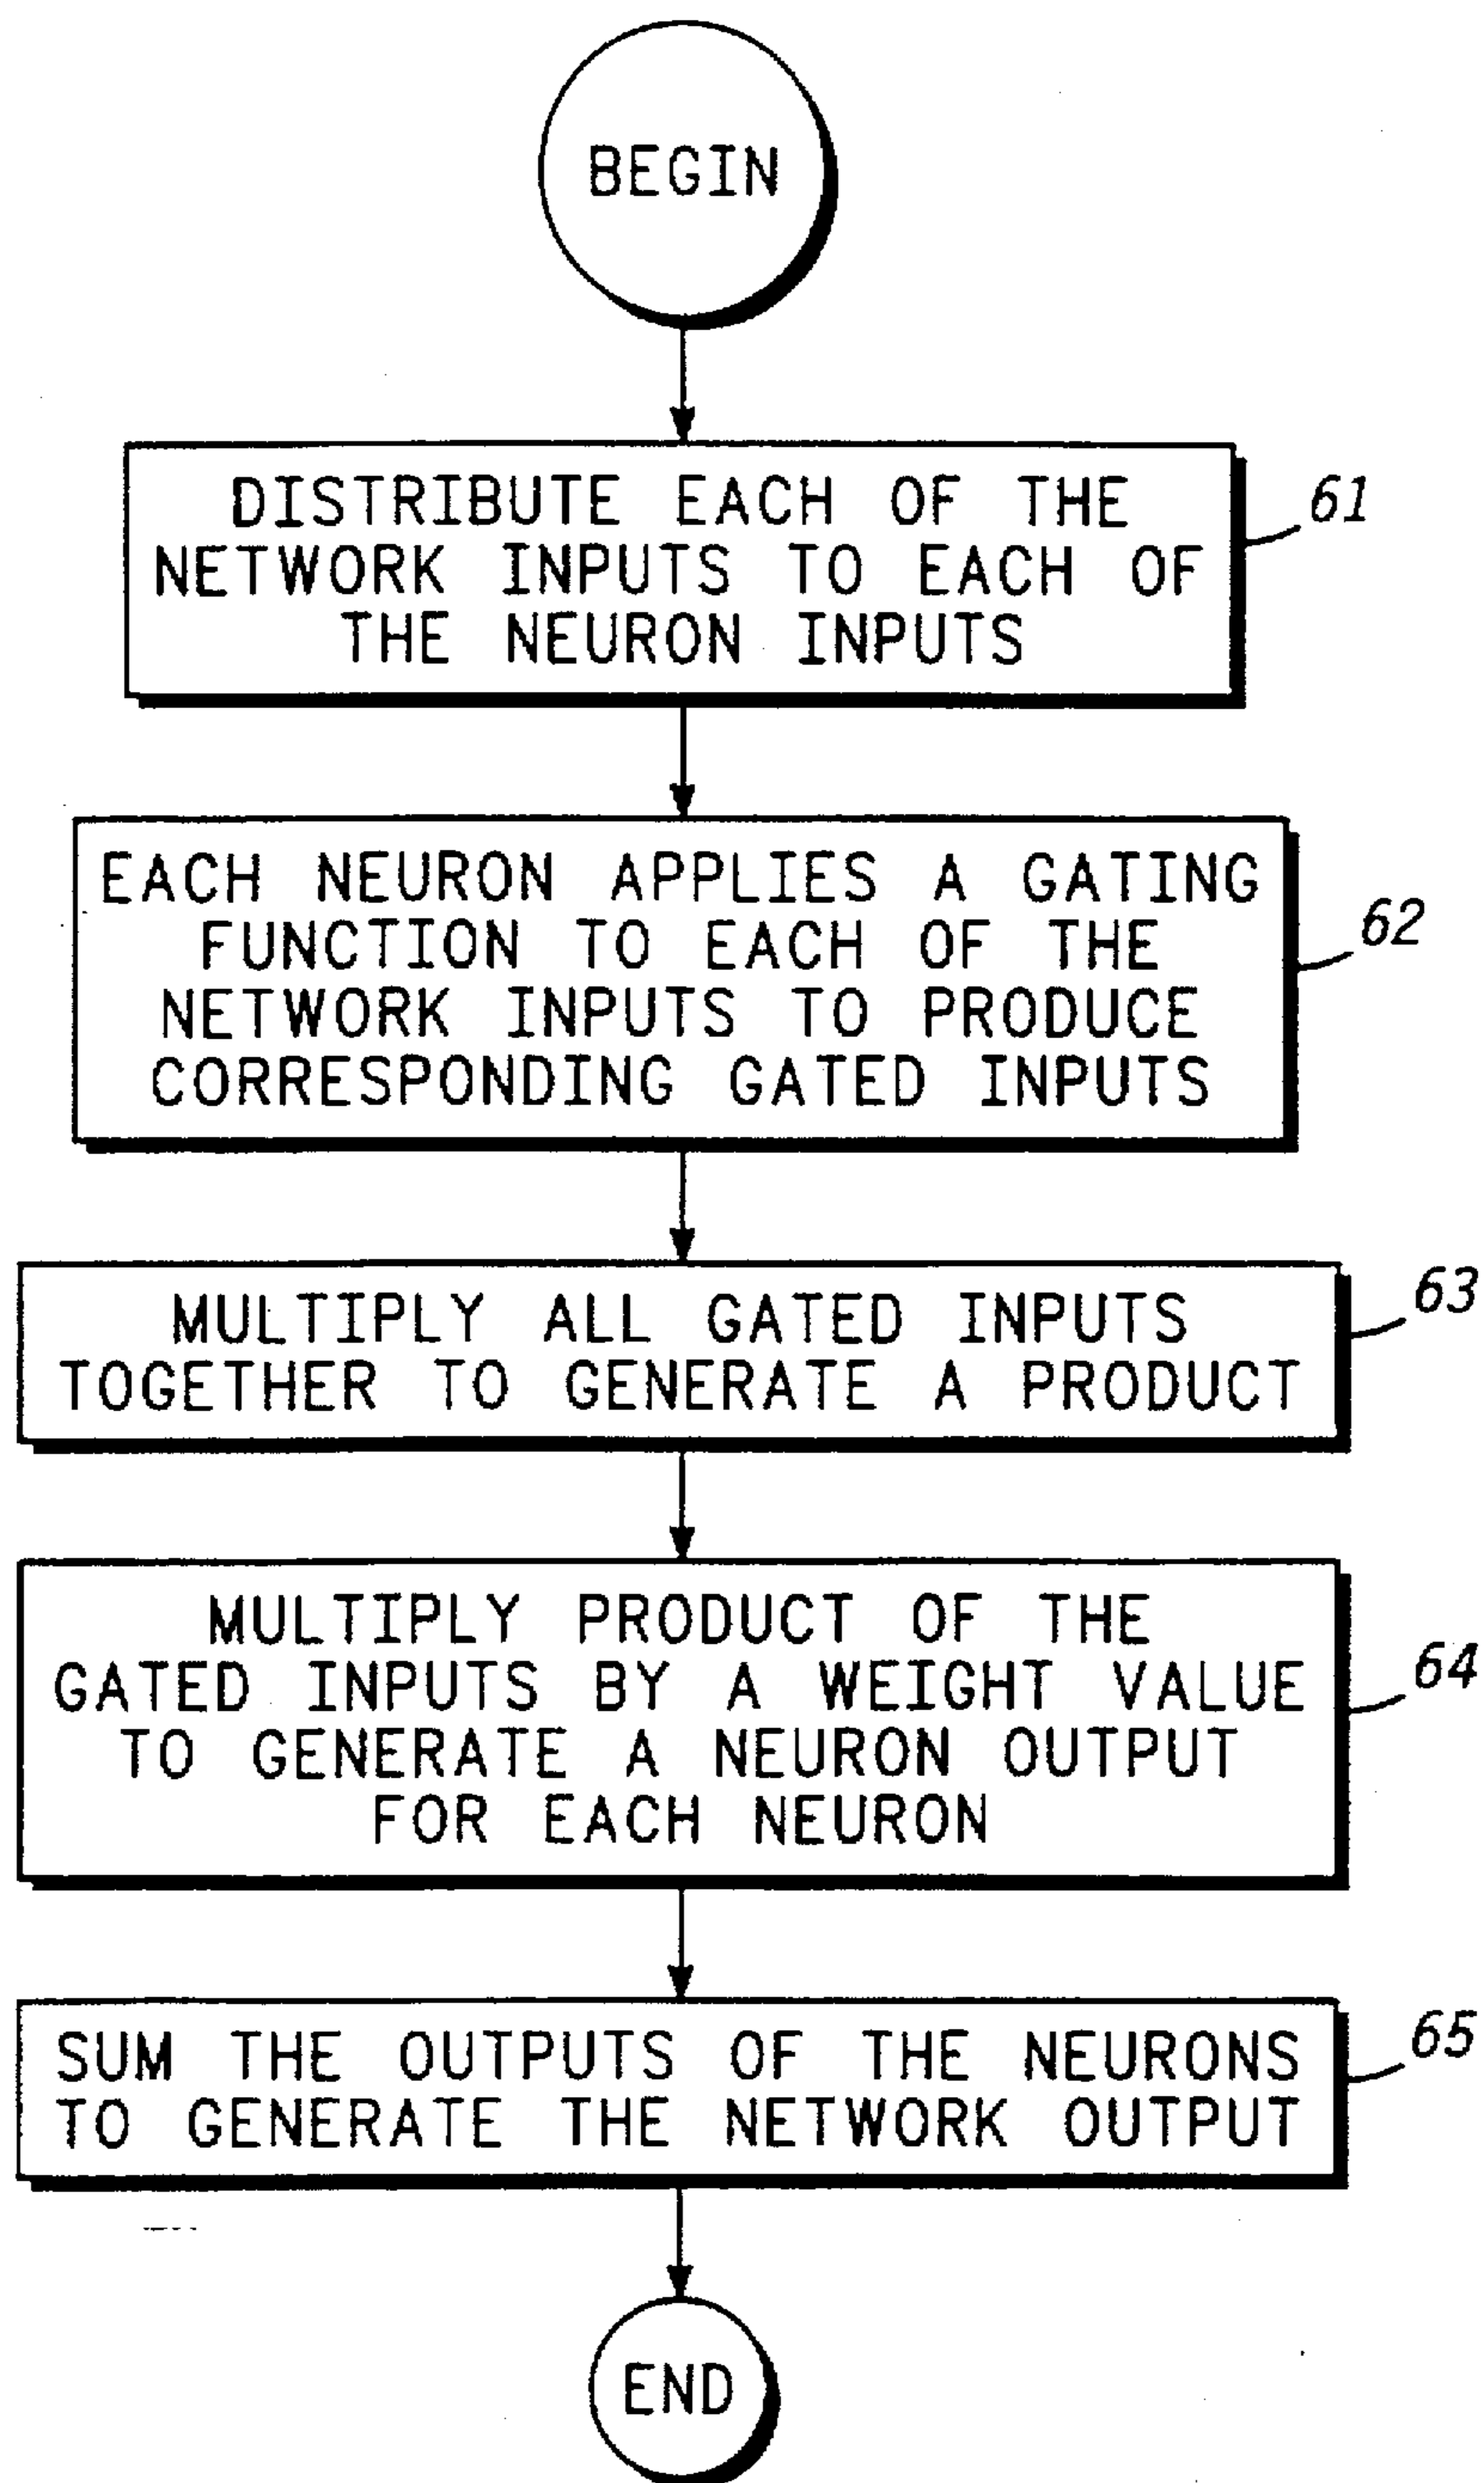 BEGIN
DISTRIBUTE EACH OF THE
NETWORK INPUTS TO EACH OF
THE NEURON INPUTS
61
EACH NEURON APPLIES A GATING
FUNCTION TO EACH OF THE
NETWORK INPUTS TO PRODUCE
CORRESPONDING GATED INPUTS
62
MULTIPLY ALL GATED INPUTS
TOGETHER TO GENERATE A PRODUCT
63
MULTIPLY PRODUCT OF THE
GATED INPUTS BY A WEIGHT VALUE
TO GENERATE A NEURON OUTPUT
FOR EACH NEURON
64
SUM THE OUTPUTS OF THE NEURONS
TO GENERATE THE NETWORK OUTPUT
65
END